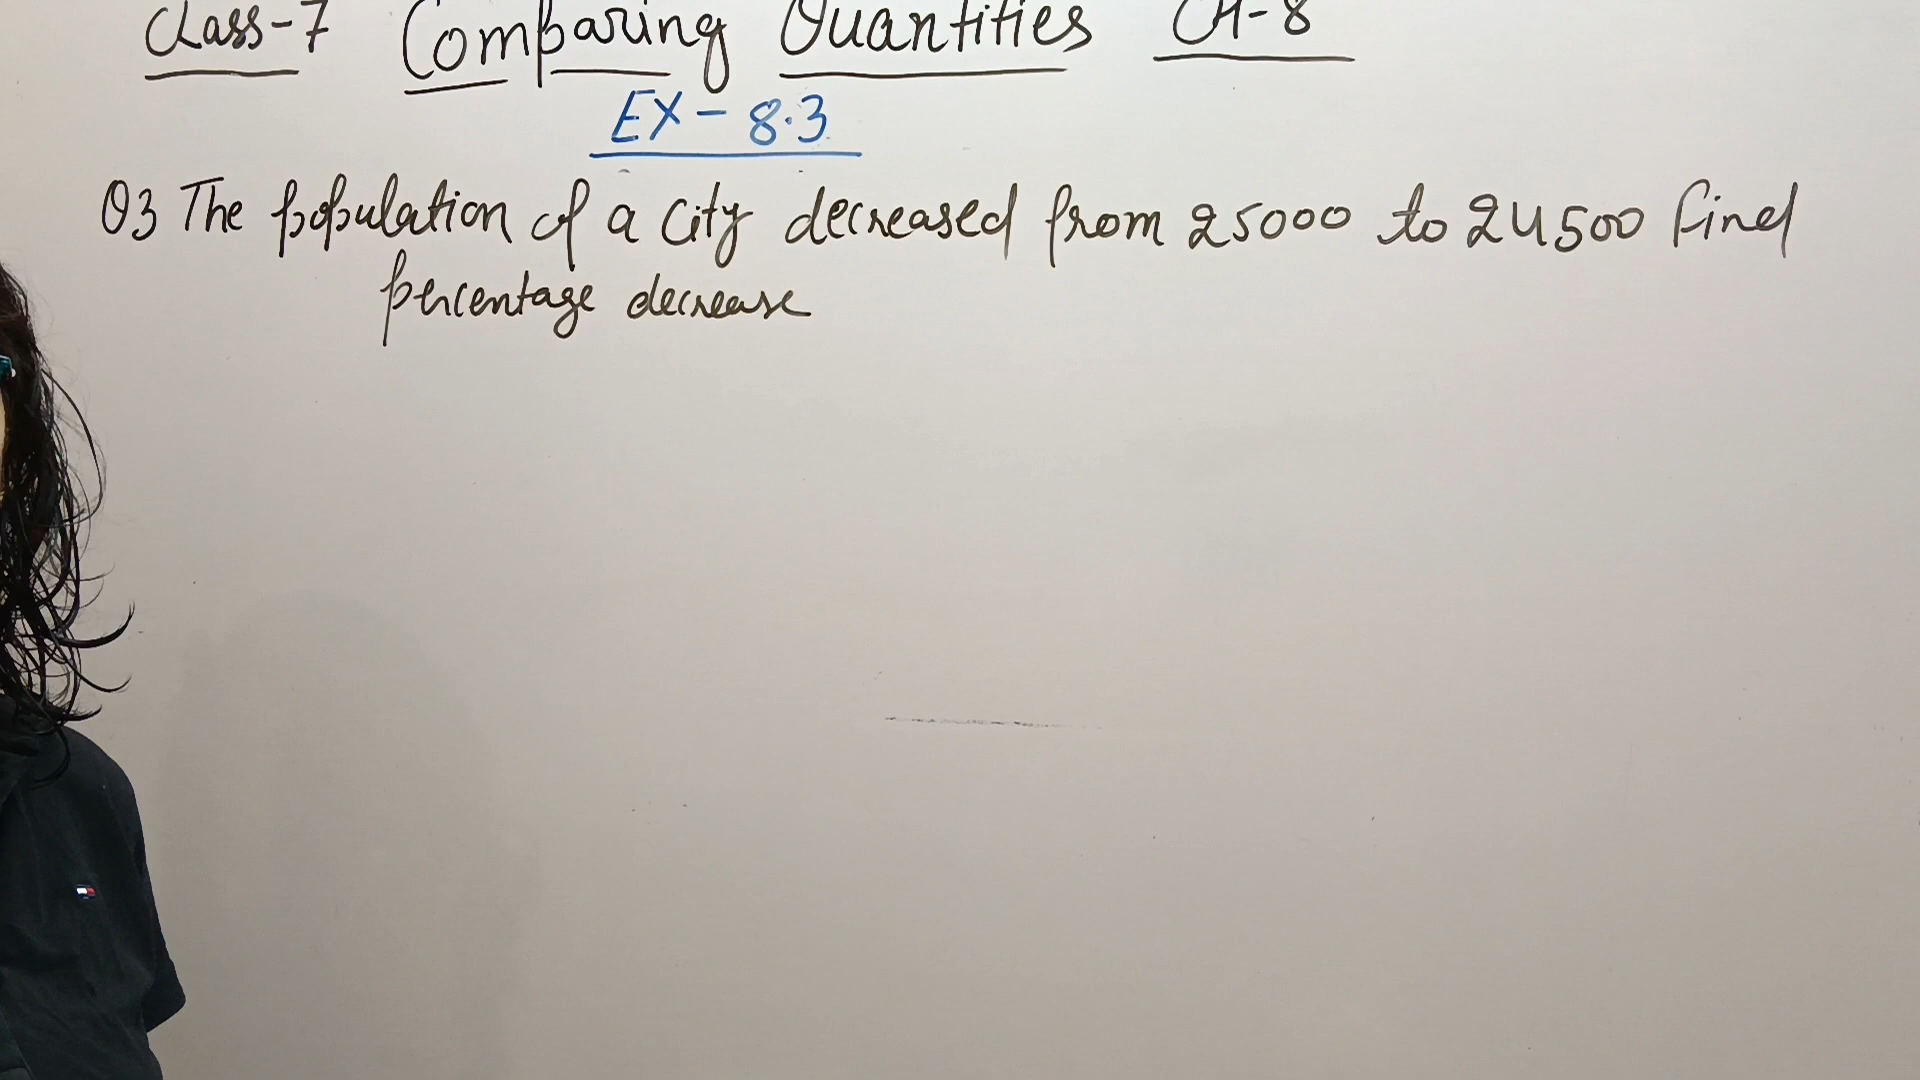 Class-7 Comparing Quantities CH-8
EX-8.3
Q3 The population of a City decreased from 25000 to 24500 find
percentage decrease